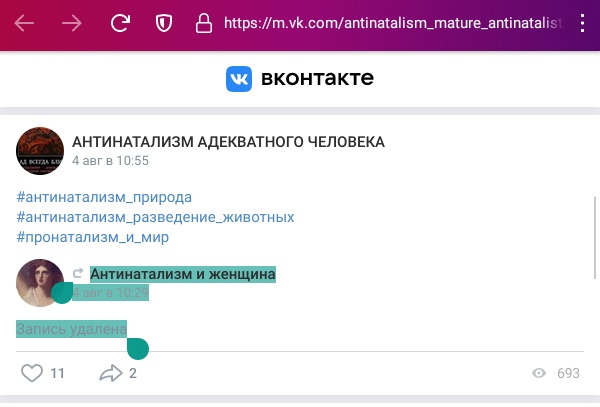 https://m.vk.com/antinatalism_mature_antinatalist
вконтакте
АНТИНАТАЛИЗМ АДЕКВАТНОГО ЧЕЛОВЕКА
4 авг в 10:55
#антинатализм_природа
#антинатализм_разведение_животных
#пронатализм_и_мир
Антинатализм и женщина
4 авг в 10:29
Запись удалена
11
2
693